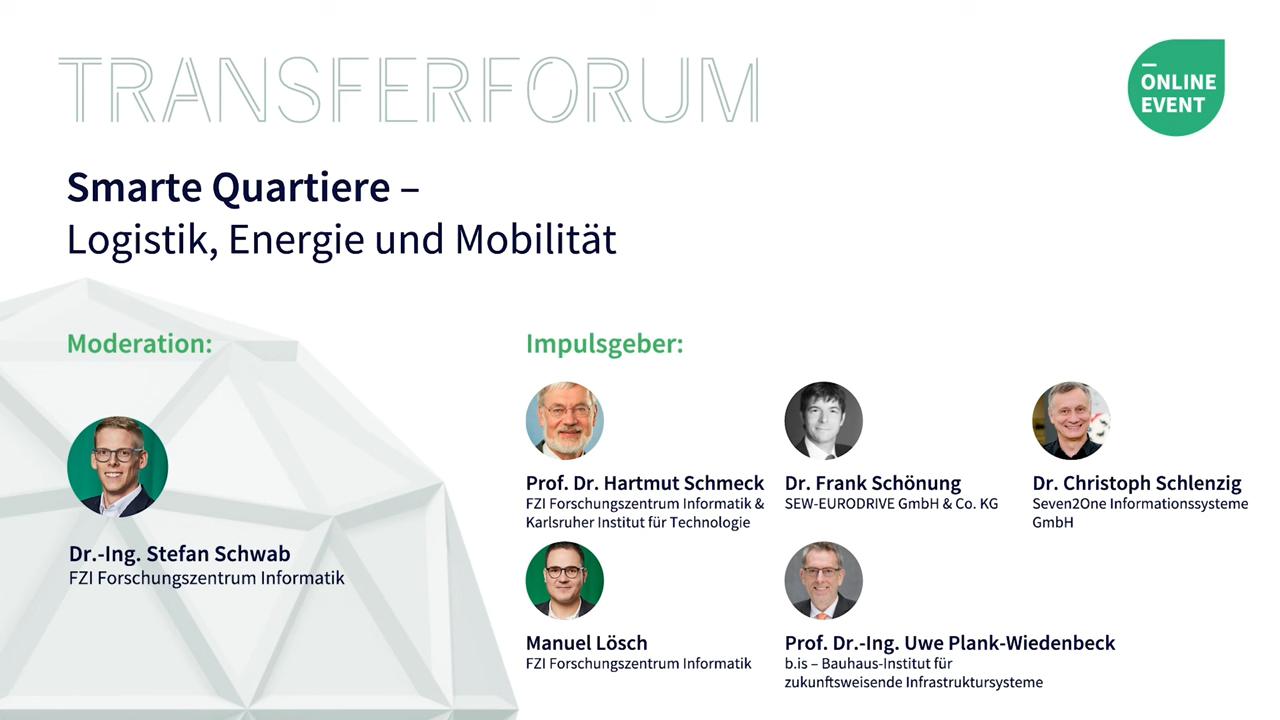 TRANSFERFORUM
ONLINE
EVENT
Smarte Quartiere –
Logistik, Energie und Mobilität
Moderation:
Dr.-Ing. Stefan Schwab
FZI Forschungszentrum Informatik
Impulsgeber:
Prof. Dr. Hartmut Schmeck
FZI Forschungszentrum Informatik &
Karlsruher Institut für Technologie
Dr. Frank Schönung
SEW-EURODRIVE GmbH & Co. KG
Dr. Christoph Schlenzig
Seven2One Informationssysteme
GmbH
Manuel Lösch
FZI Forschungszentrum Informatik
Prof. Dr.-Ing. Uwe Plank-Wiedenbeck
b.is – Bauhaus-Institut für
zukunftsweisende Infrastruktursysteme